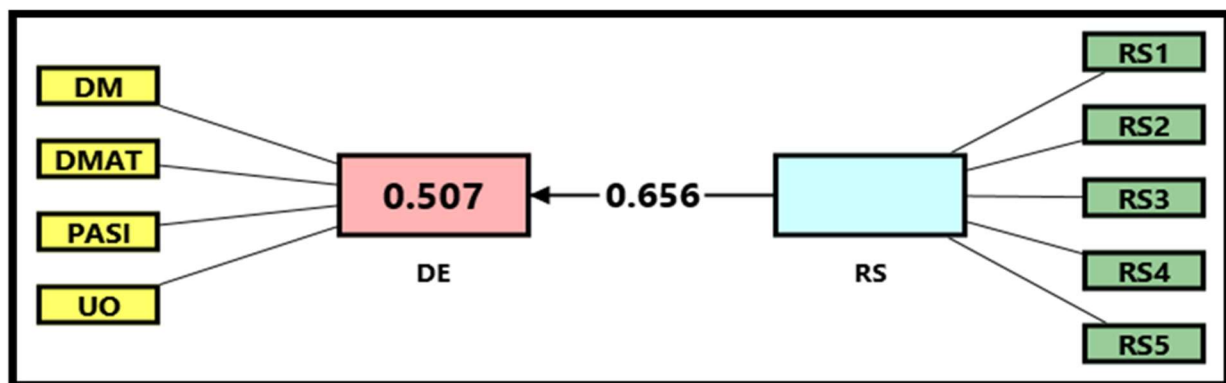 DM
DMAT
PASI
UO
0.507
DE
0.656
RS
RS1
RS2
RS3
RS4
RS5